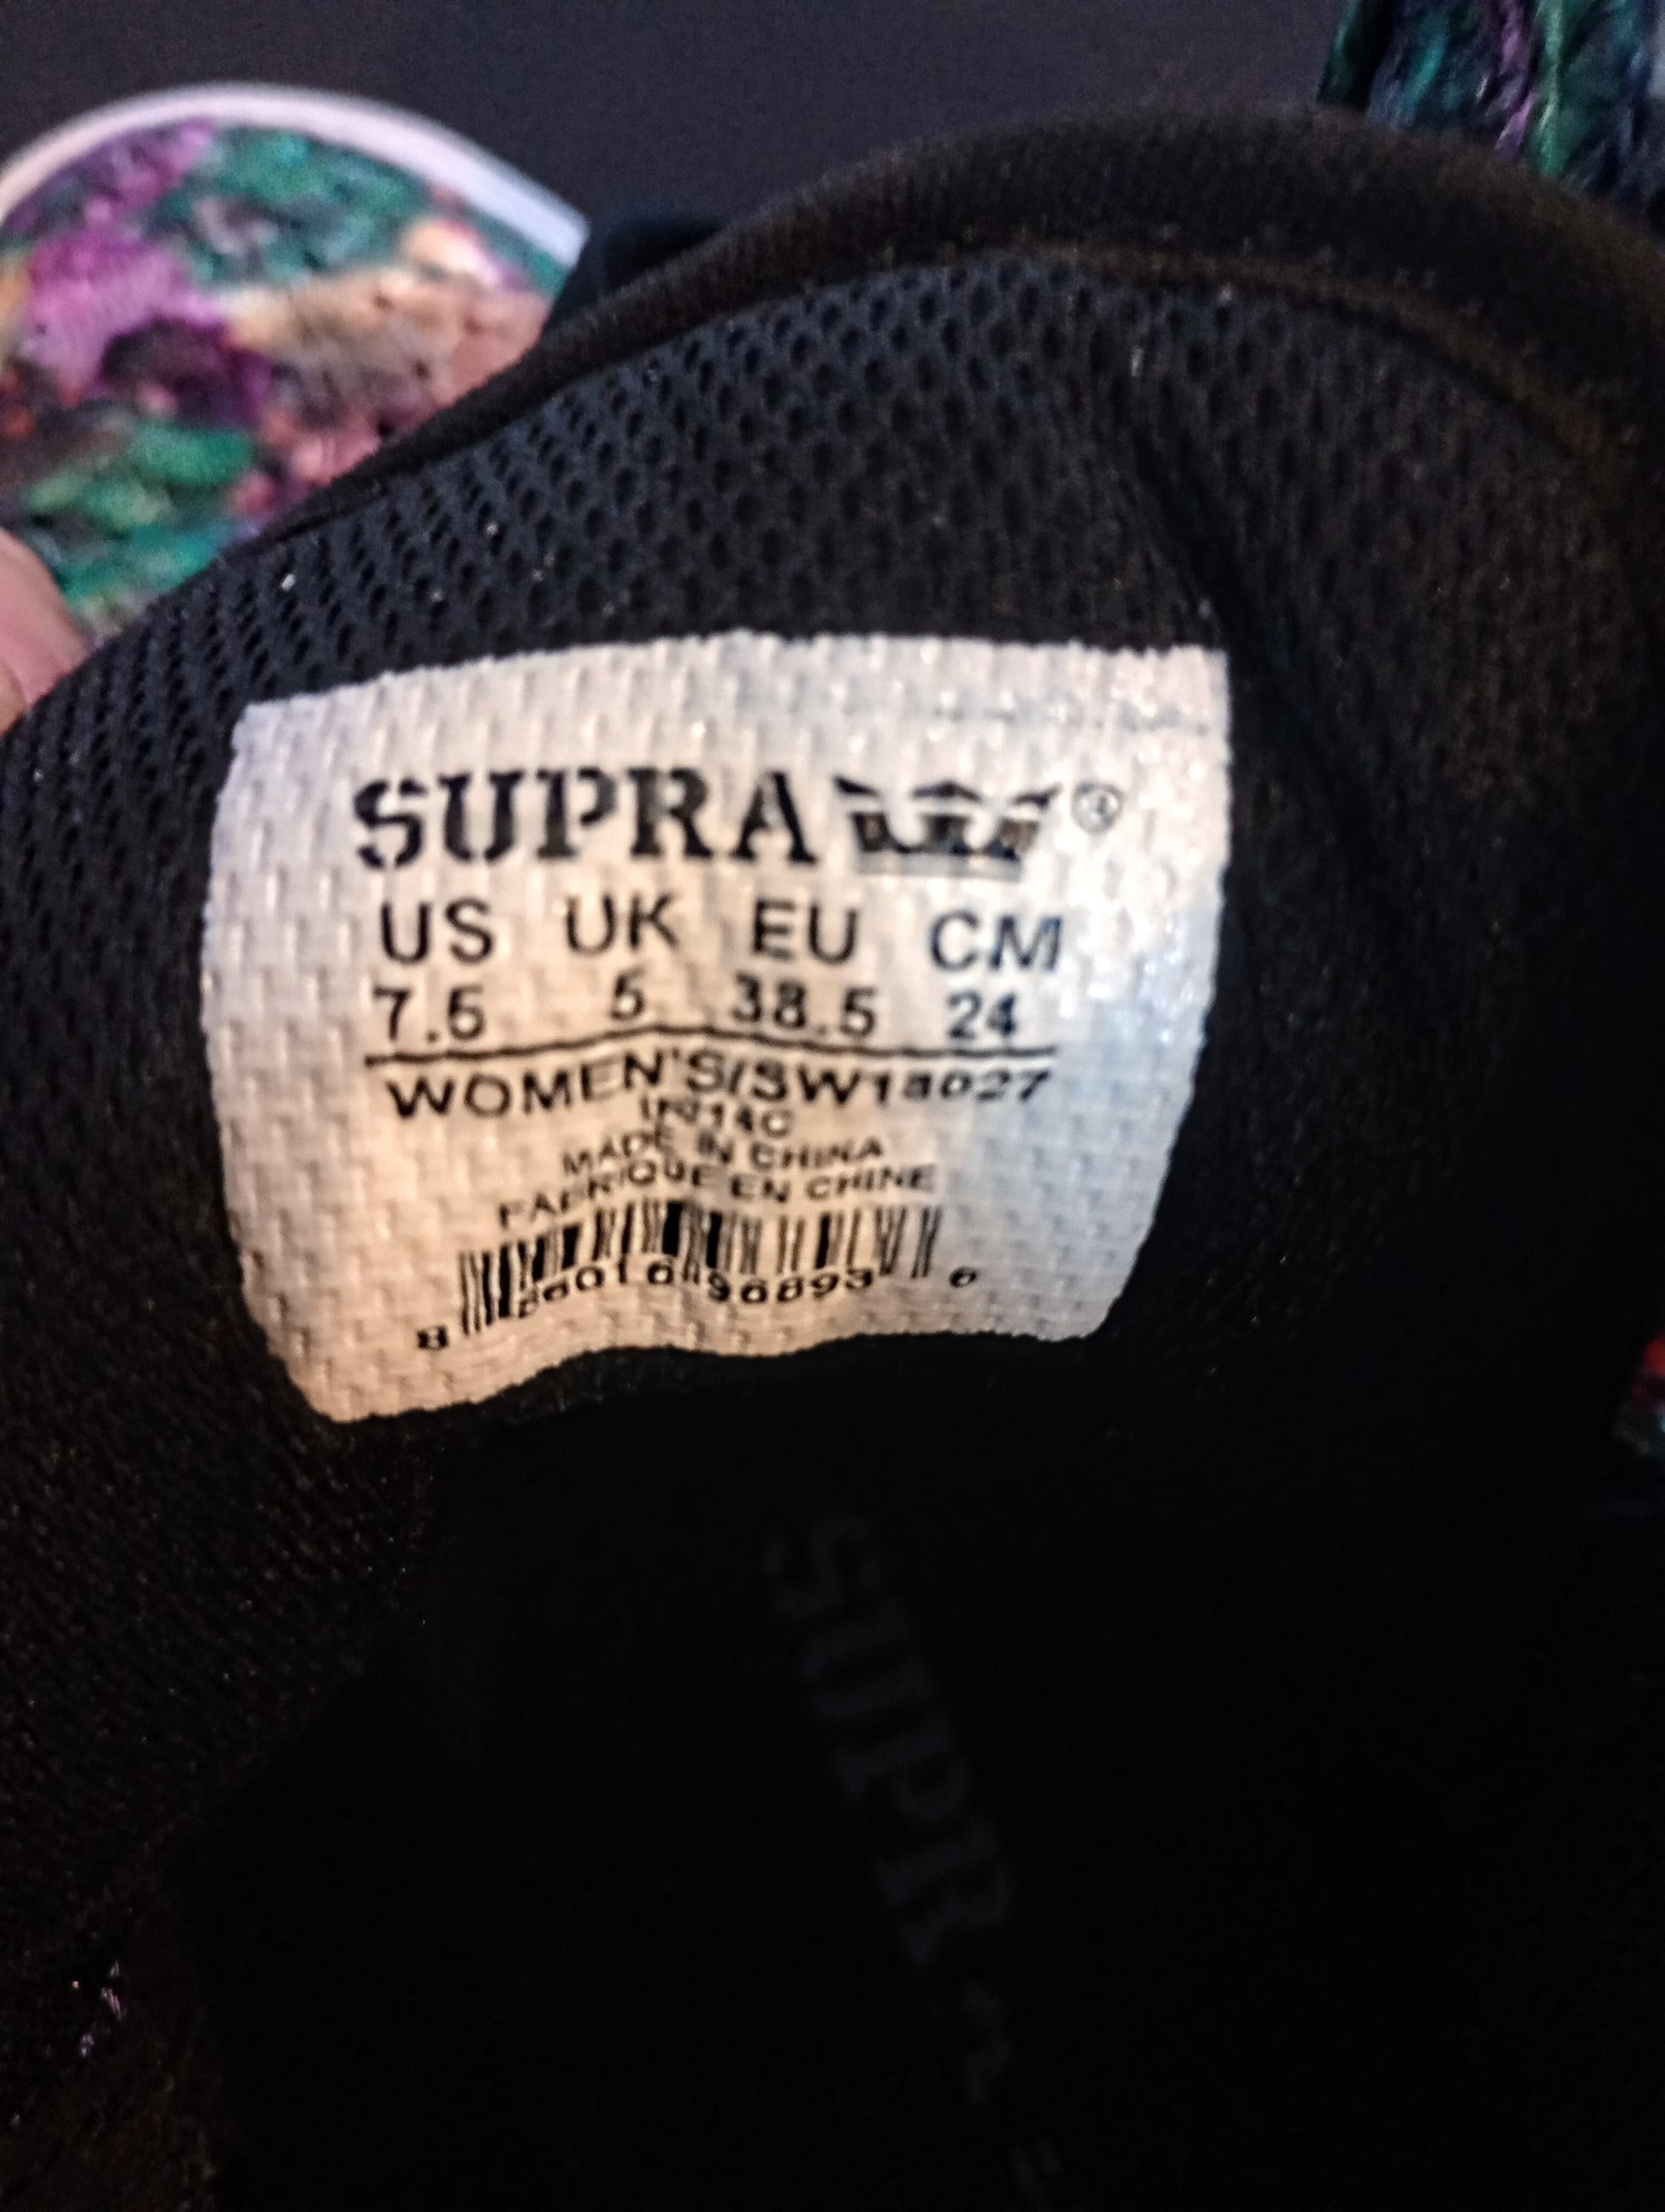 SUPRA ®
US UK EU CM
7.5 5 38.5 24
WOMEN'S/SW18027
MADE IN CHINA
FABRIQUE EN CHINE
SUPRA